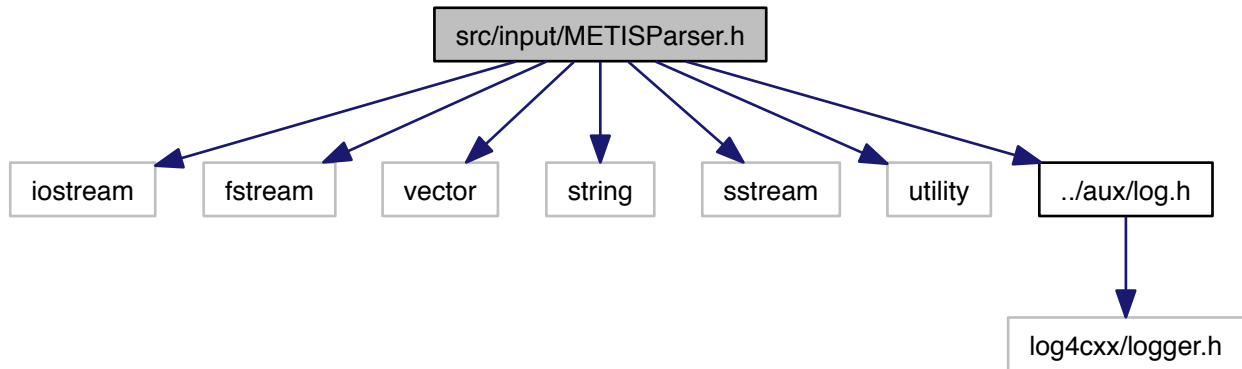 src/input/METISParser.h
iostream
fstream
vector
string
sstream
utility
../aux/log.h
log4cxx/logger.h